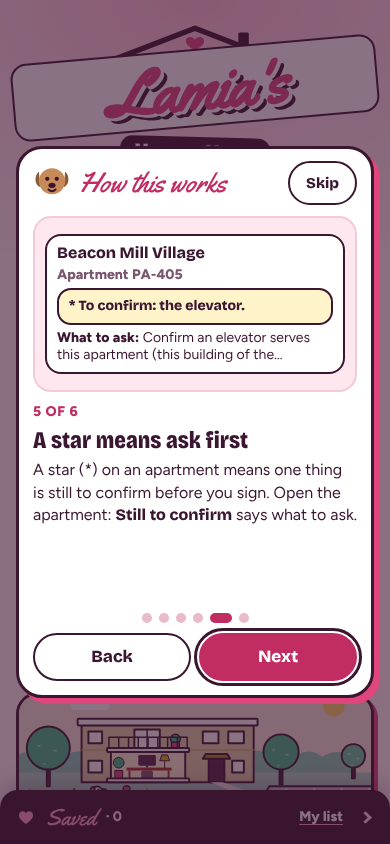 Lamia's
How this works
Skip
Beacon Mill Village
Apartment PA-405
* To confirm: the elevator.
What to ask: Confirm an elevator serves
this apartment (this building of the…
5 OF 6
A star means ask first
A star (*) on an apartment means one thing
is still to confirm before you sign. Open the
apartment: Still to confirm says what to ask.
Back
Next
Saved · 0
My list